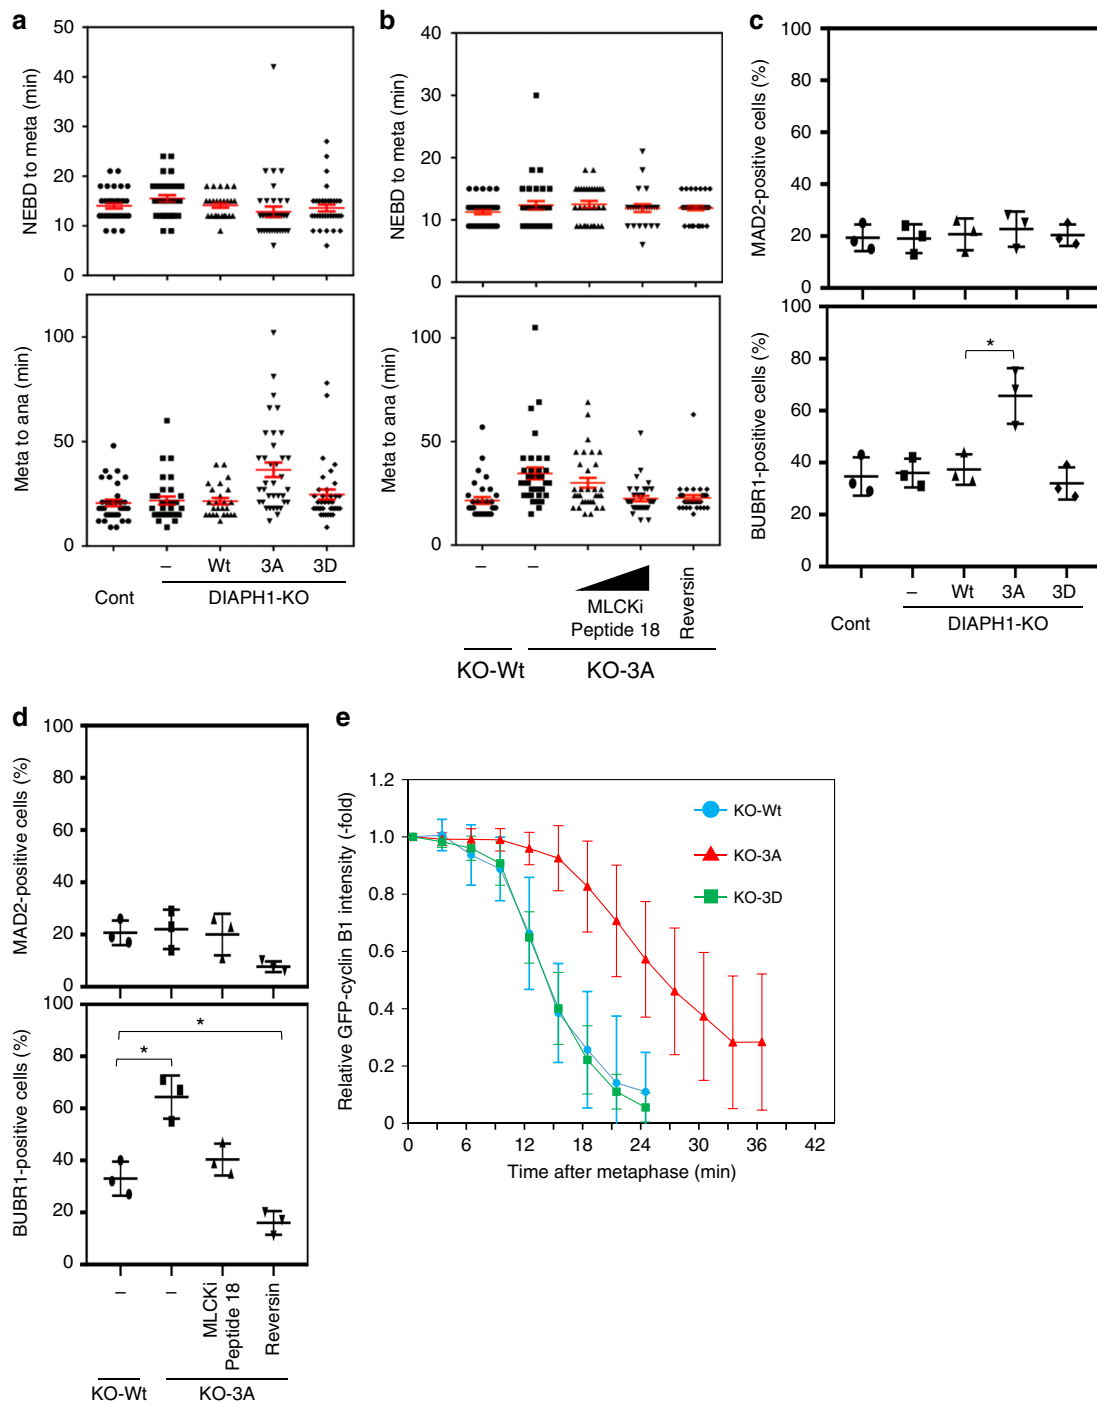 a
NEBD to meta (min)
50
40
30
20
10
0
Meta to ana (min)
100
50
0
– Wt 3A 3D
Cont DIAPH1-KO
b
NEBD to meta (min)
40
30
20
10
0
Meta to ana (min)
100
50
0
– –
MLCKi
Peptide 18
Reversin
KO-Wt KO-3A
c
MAD2-positive cells (%)
100
80
60
40
20
0
BUBR1-positive cells (%)
100
80
60
40
20
0
*
– Wt 3A 3D
Cont DIAPH1-KO
d
MAD2-positive cells (%)
100
80
60
40
20
0
BUBR1-positive cells (%)
100
80
60
40
20
0
*
*
– –
MLCKi
Peptide 18
Reversin
KO-Wt KO-3A
e
Relative GFP-cyclin B1 intensity (-fold)
1.2
1.0
0.8
0.6
0.4
0.2
0
KO-Wt
KO-3A
KO-3D
0 6 12 18 24 30 36 42
Time after metaphase (min)